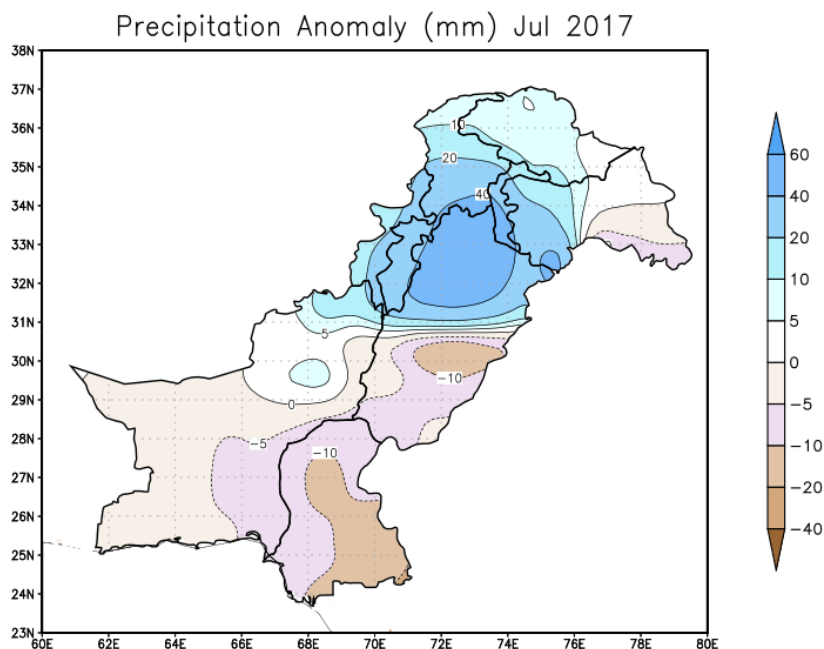 Precipitation Anomaly (mm) Jul 2017
38N
37N
36N
35N
34N
33N
32N
31N
30N
29N
28N
27N
26N
25N
24N
23N
60E 62E 64E 66E 68E 70E 72E 74E 76E 78E 80E
10
20
40
5
-10
0
-5
-10
60
40
20
10
5
0
-5
-10
-20
-40